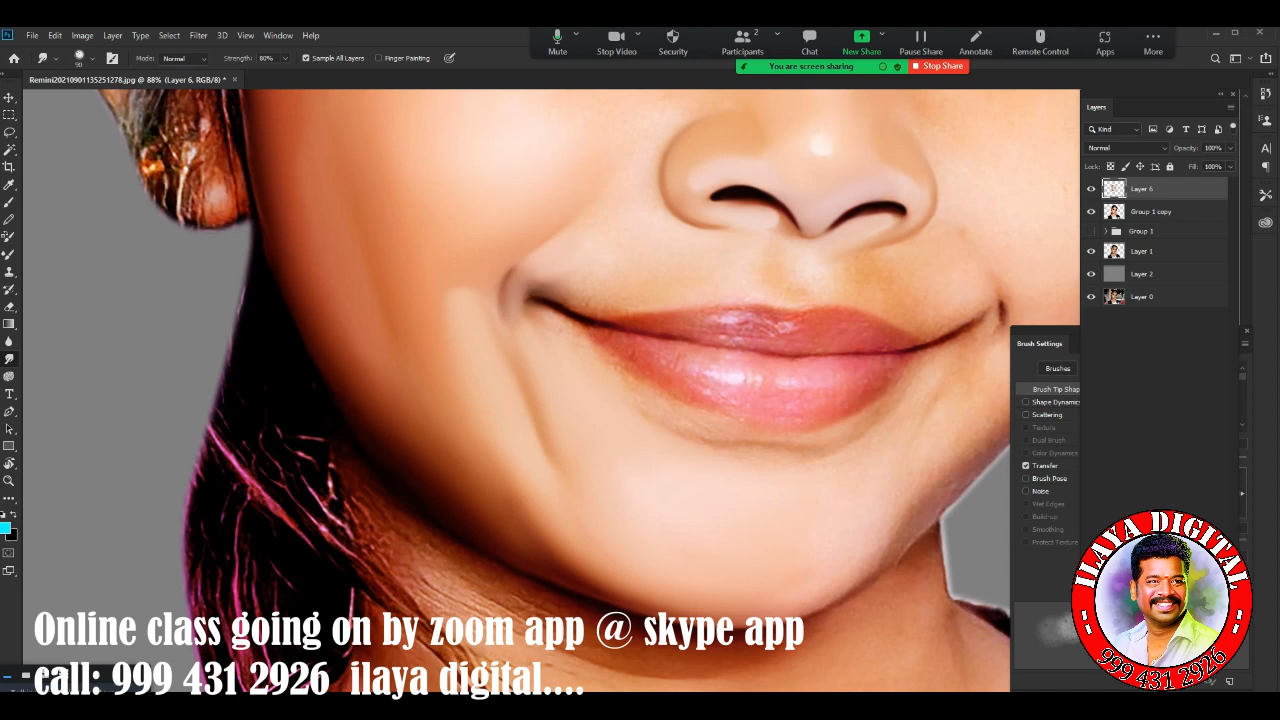 File Edit Image Layer Type Select Filter 3D View Window Help
Mute Stop Video Security Participants 2 Chat New Share Pause Share Annotate Remote Control Apps More
You are screen sharing Stop Share
90 Mode: Normal Strength: 80% Sample All Layers Finger Painting
Remini20210901135251278.jpg @ 88% (Layer 6, RGB/8) *
Layers
Kind
Normal Opacity: 100%
Lock: Fill: 100%
Layer 6
Group 1 copy
Group 1
Layer 1
Layer 2
Layer 0
Brush Settings
Brushes
Brush Tip Shap
Shape Dynamics
Scattering
Texture
Dual Brush
Color Dynamics
Transfer
Brush Pose
Noise
Wet Edges
Build-up
Smoothing
Protect Texture
Online class going on by zoom app @ skype app
call: 999 431 2926 ilaya digital....
ILAYA DIGITAL
999 431 2926